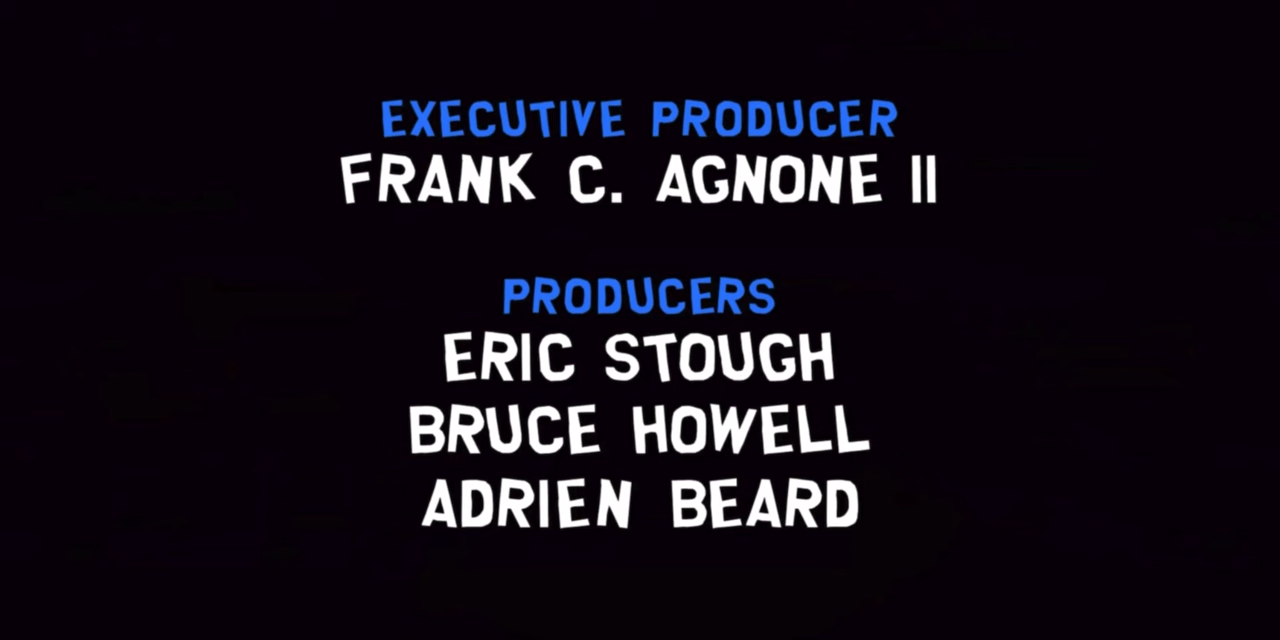 EXECUTIVE PRODUCER
FRANK C. AGNONE II
PRODUCERS
ERIC STOUGH
BRUCE HOWELL
ADRIEN BEARD